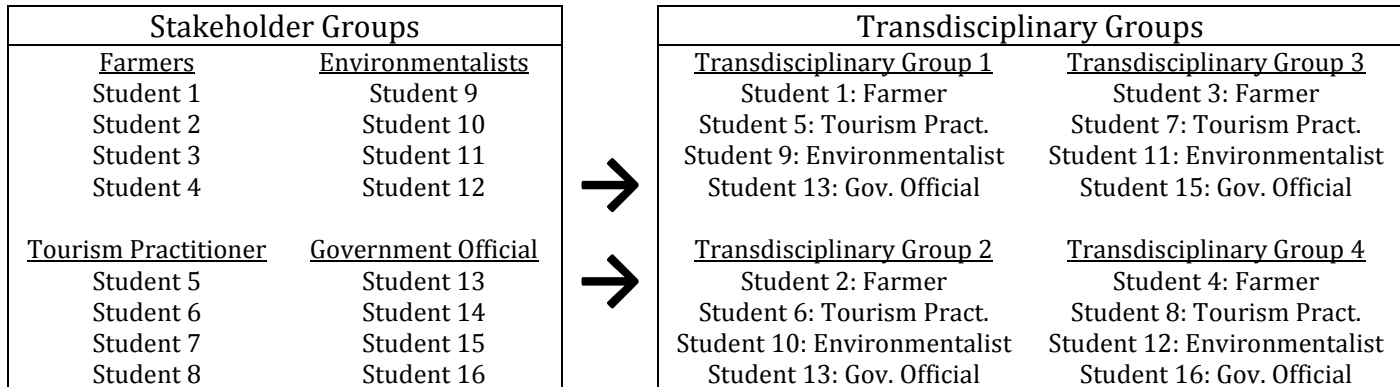 Stakeholder Groups
Farmers
Student 1
Student 2
Student 3
Student 4
Environmentalists
Student 9
Student 10
Student 11
Student 12
Tourism Practitioner
Student 5
Student 6
Student 7
Student 8
Government Official
Student 13
Student 14
Student 15
Student 16
Transdisciplinary Groups
Transdisciplinary Group 1
Student 1: Farmer
Student 5: Tourism Pract.
Student 9: Environmentalist
Student 13: Gov. Official
Transdisciplinary Group 3
Student 3: Farmer
Student 7: Tourism Pract.
Student 11: Environmentalist
Student 15: Gov. Official
Transdisciplinary Group 2
Student 2: Farmer
Student 6: Tourism Pract.
Student 10: Environmentalist
Student 13: Gov. Official
Transdisciplinary Group 4
Student 4: Farmer
Student 8: Tourism Pract.
Student 12: Environmentalist
Student 16: Gov. Official